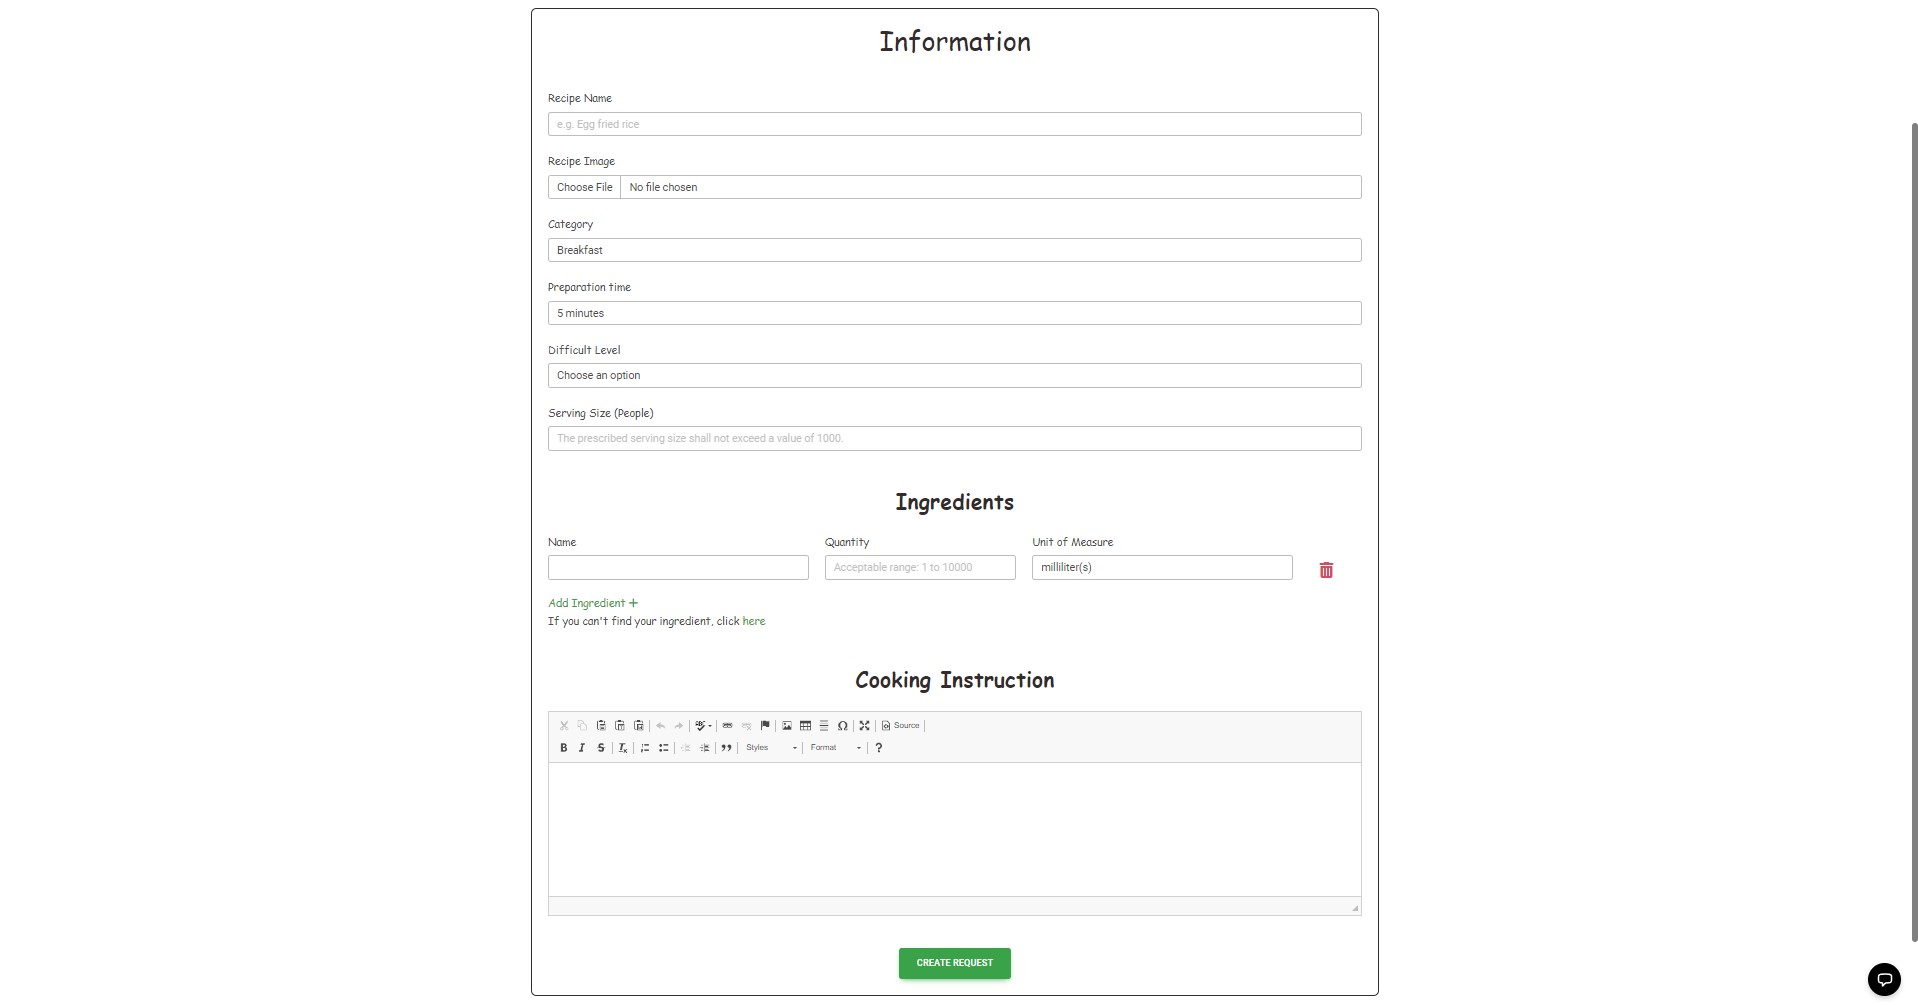 Information
Recipe Name
e.g. Egg fried rice
Recipe Image
Choose File No file chosen
Category
Breakfast
Preparation time
5 minutes
Difficult Level
Choose an option
Serving Size (People)
The prescribed serving size shall not exceed a value of 1000.
Ingredients
Name Quantity Unit of Measure
Acceptable range: 1 to 10000 milliliter(s)
Add Ingredient +
If you can't find your ingredient, click here
Cooking Instruction
Source
Styles Format ?
CREATE REQUEST